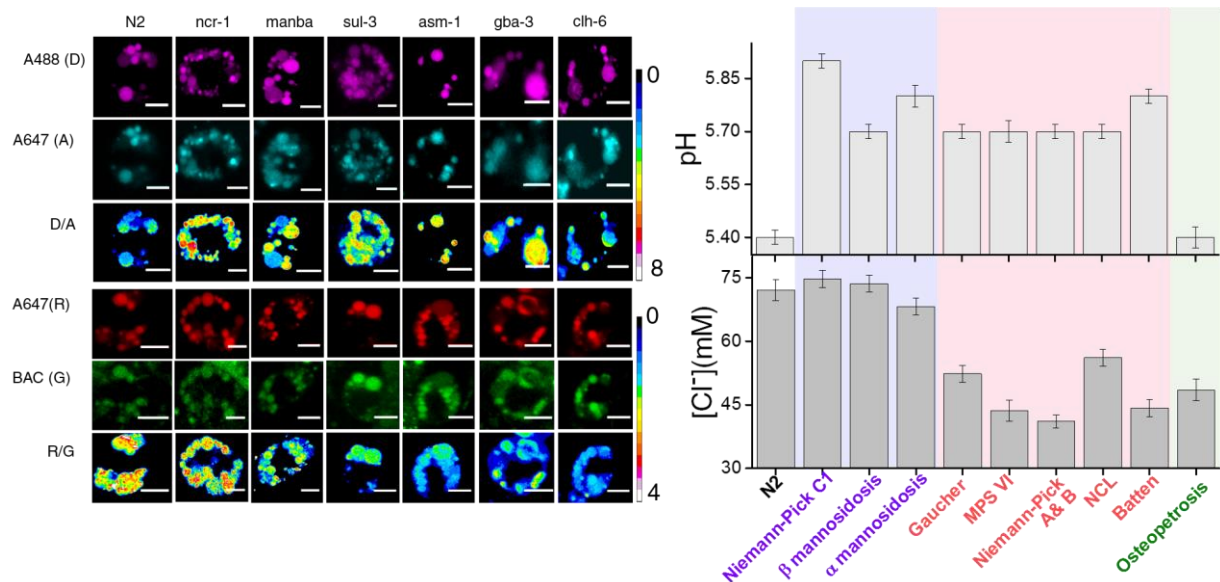 N2 ncr-1 manba sul-3 asm-1 gba-3 clh-6
A488 (D)
A647 (A)
D/A
0
8
A647(R)
BAC (G)
R/G
0
4
pH
5.85
5.70
5.55
5.40
[Cl⁻](mM)
75
60
45
30
N2
Niemann-Pick C1
β mannosidosis
α mannosidosis
Gaucher
MPS VI
Niemann-Pick
A& B
NCL
Batten
Osteopetrosis